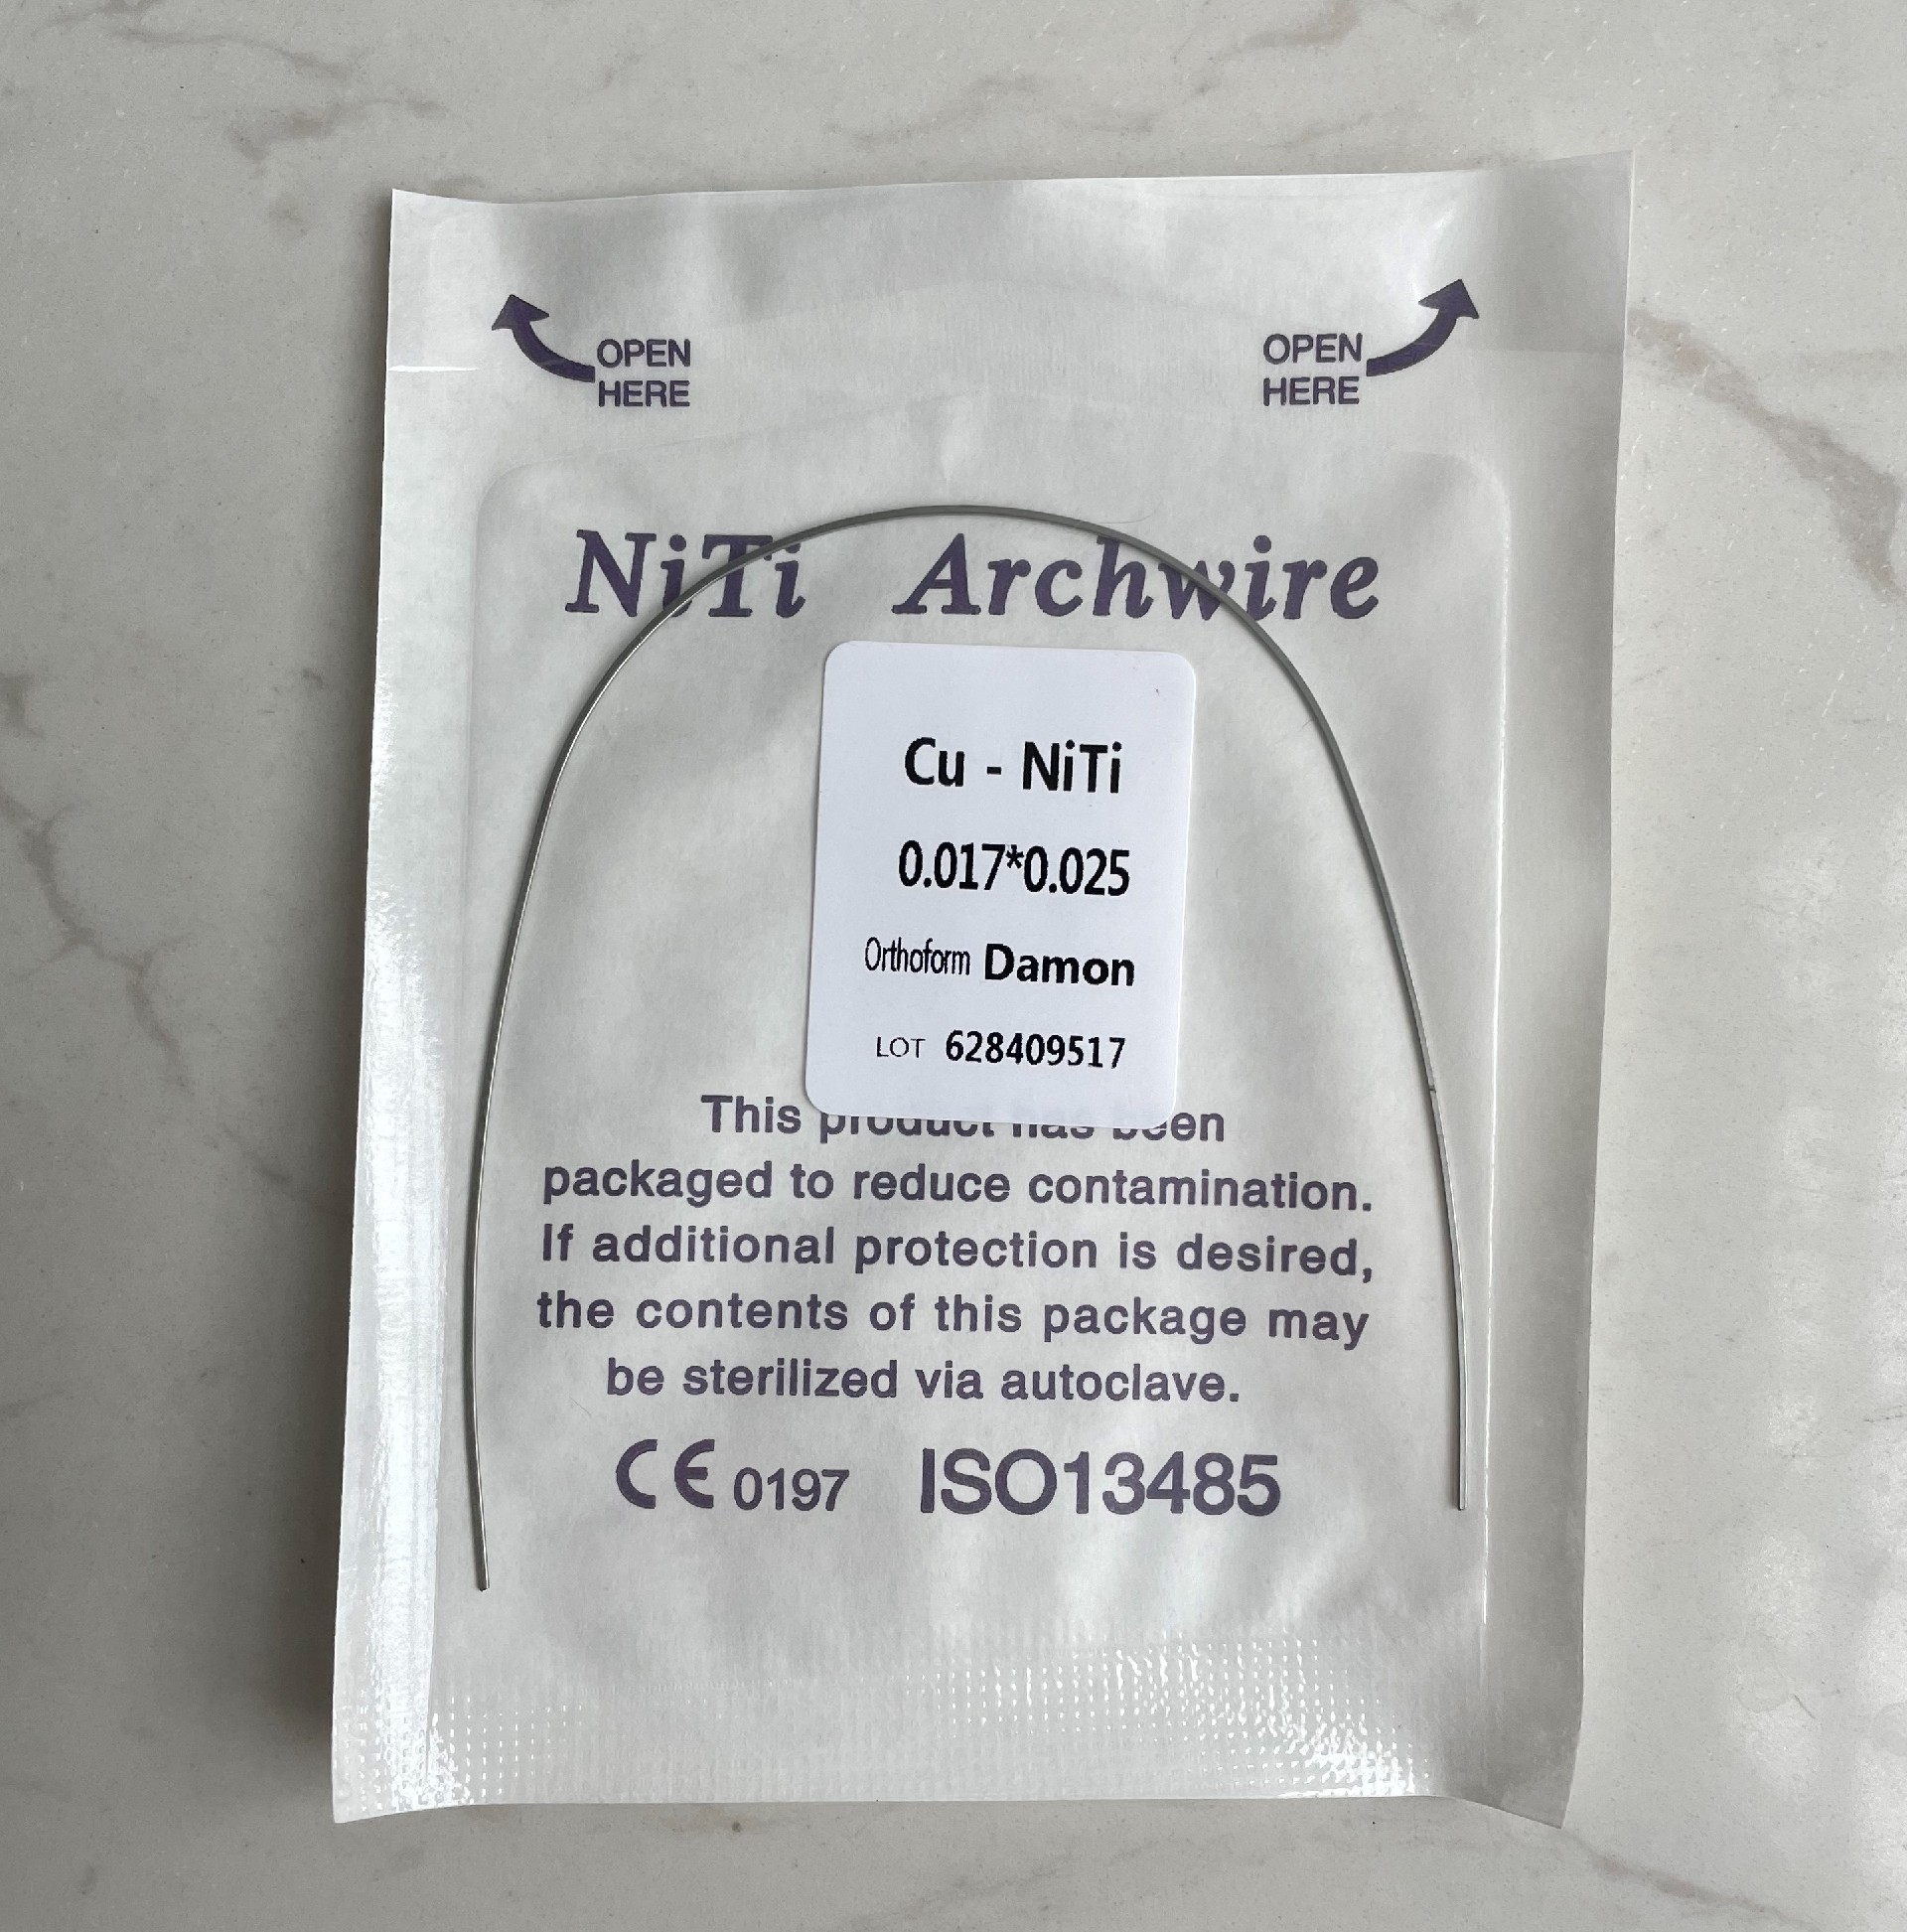 OPEN
HERE
OPEN
HERE
NiTi Archwire
Cu - NiTi
0.017*0.025
Orthoform Damon
LOT 628409517
This product has been
packaged to reduce contamination.
If additional protection is desired,
the contents of this package may
be sterilized via autoclave.
CE 0197 ISO13485